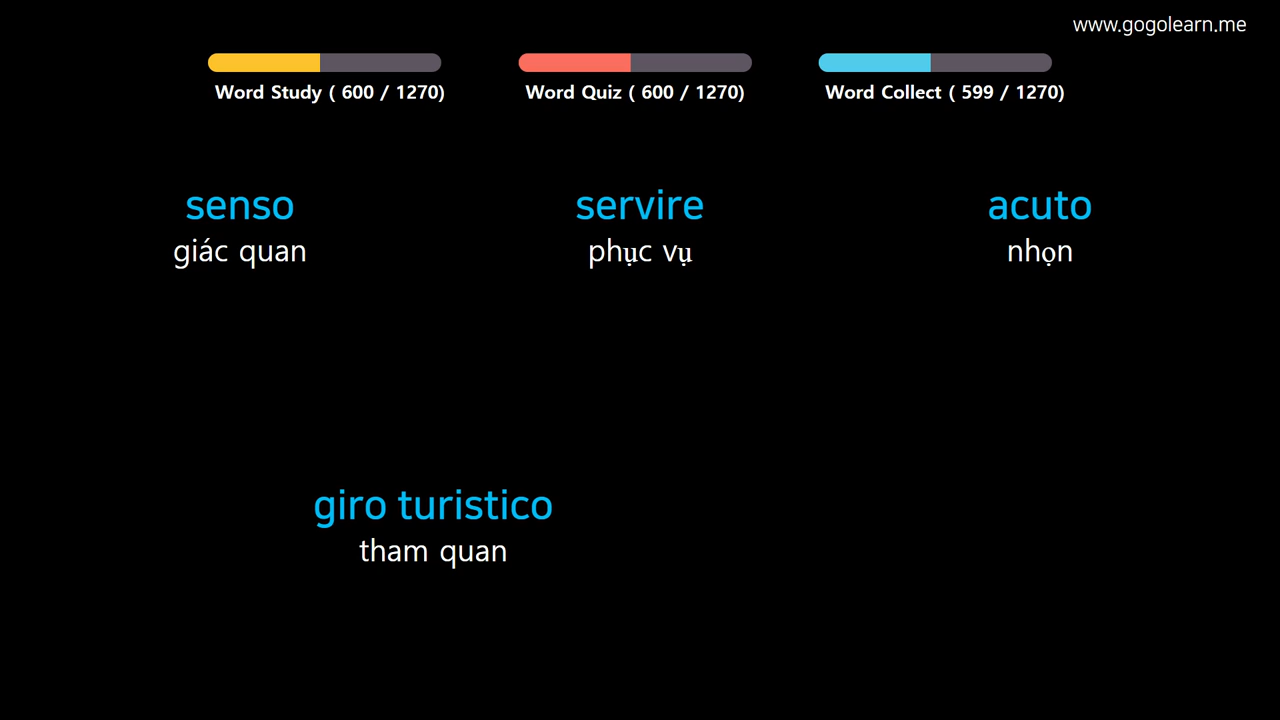 www.gogolearn.me
Word Study ( 600 / 1270)
Word Quiz ( 600 / 1270)
Word Collect ( 599 / 1270)
senso
giác quan
servire
phục vụ
acuto
nhọn
giro turistico
tham quan